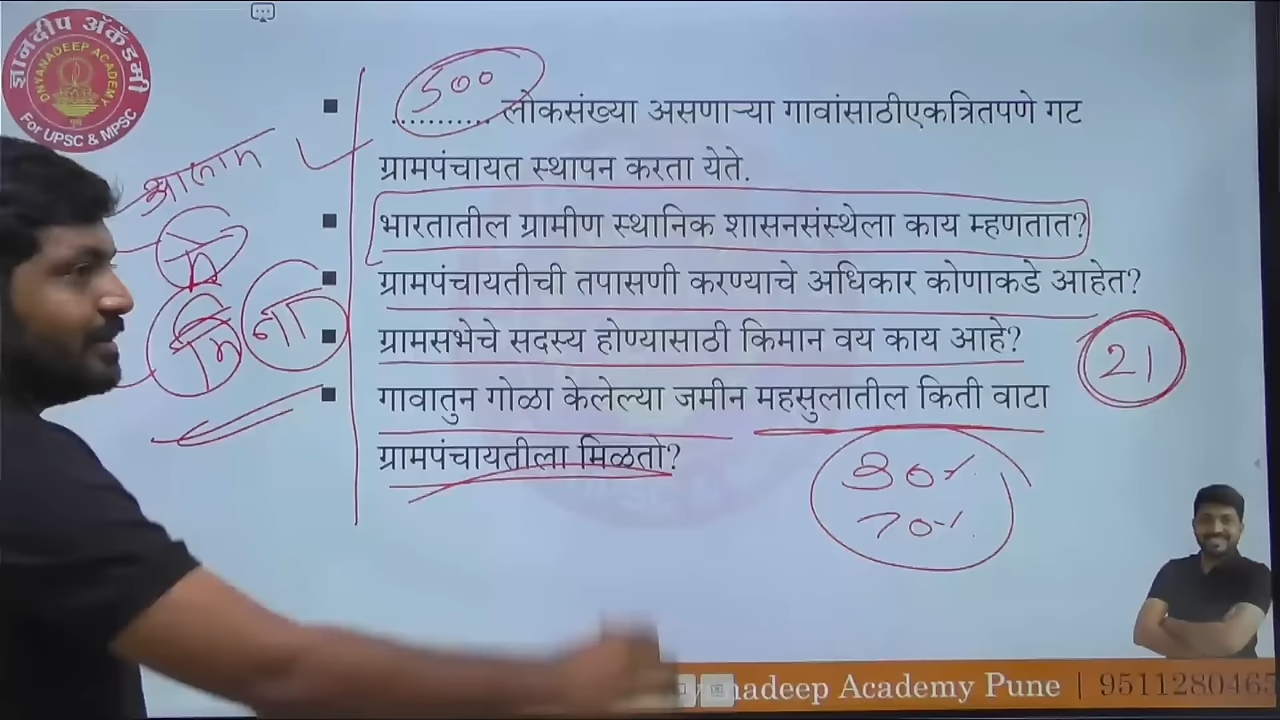 ज्ञानदीप ॲकॅडमी
DNYANADEEP ACADEMY
पुणे
For UPSC & MPSC
500
........... लोकसंख्या असणाऱ्या गावांसाठीएकत्रितपणे गट
ग्रामपंचायत स्थापन करता येते.
भारतातील ग्रामीण स्थानिक शासनसंस्थेला काय म्हणतात?
ग्रामपंचायतीची तपासणी करण्याचे अधिकार कोणाकडे आहेत?
ग्रामसभेचे सदस्य होण्यासाठी किमान वय काय आहे?
21
गावातुन गोळा केलेल्या जमीन महसुलातील किती वाटा
ग्रामपंचायतीला मिळतो?
30%
70%
nadeep Academy Pune | 9511280465